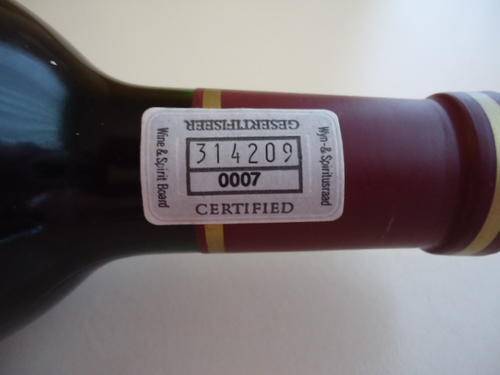 GESERTIFISEER
Wine & Spirit Board
314209
0007
CERTIFIED
Wyn-& Spiritusraad